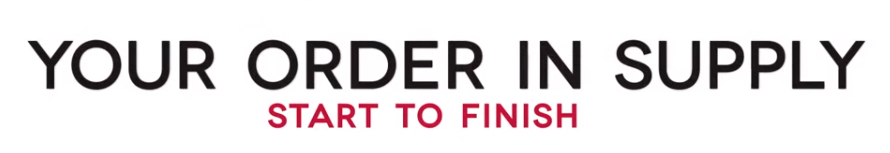 YOUR ORDER IN SUPPLY
START TO FINISH